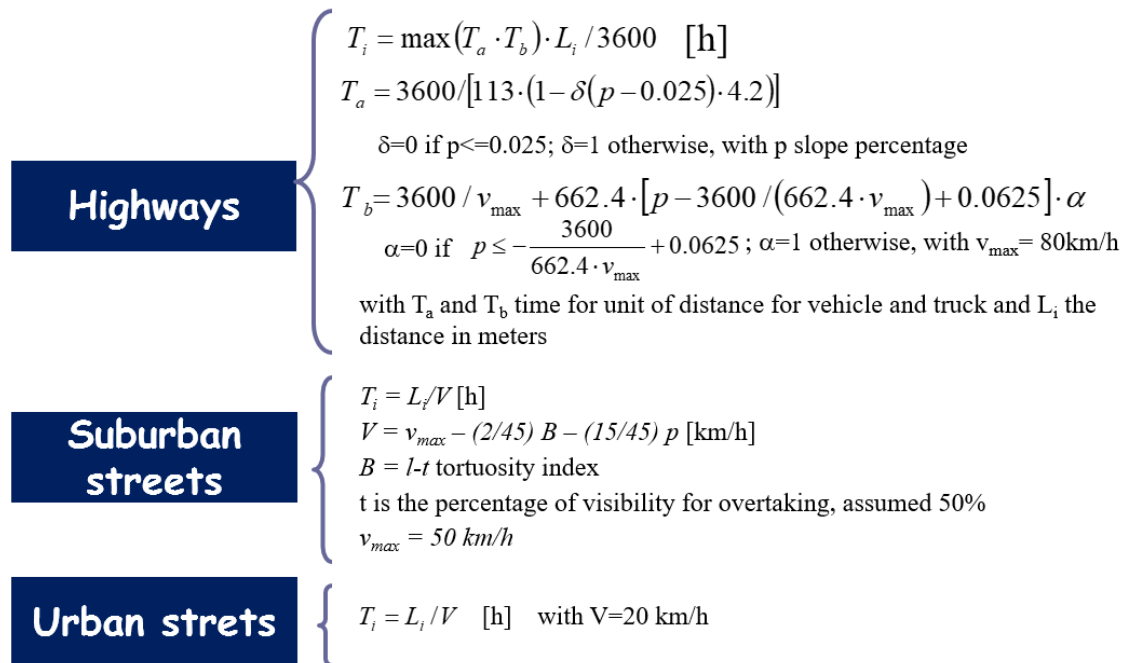 T_i = max(T_a · T_b) · L_i / 3600 [h]
T_a = 3600/[113·(1−δ(p−0.025)·4.2)]
δ=0 if p<=0.025; δ=1 otherwise, with p slope percentage
Highways
T_b= 3600 / v_max + 662.4·[p − 3600 /(662.4·v_max)+0.0625]·α
α=0 if p ≤ −3600/(662.4·v_max) + 0.0625 ; α=1 otherwise, with v_max= 80km/h
with T_a and T_b time for unit of distance for vehicle and truck and L_i the
distance in meters
Suburban
streets
T_i = L_i/V [h]
V = v_max – (2/45) B – (15/45) p [km/h]
B = l-t tortuosity index
t is the percentage of visibility for overtaking, assumed 50%
v_max = 50 km/h
Urban strets
T_i = L_i /V [h] with V=20 km/h